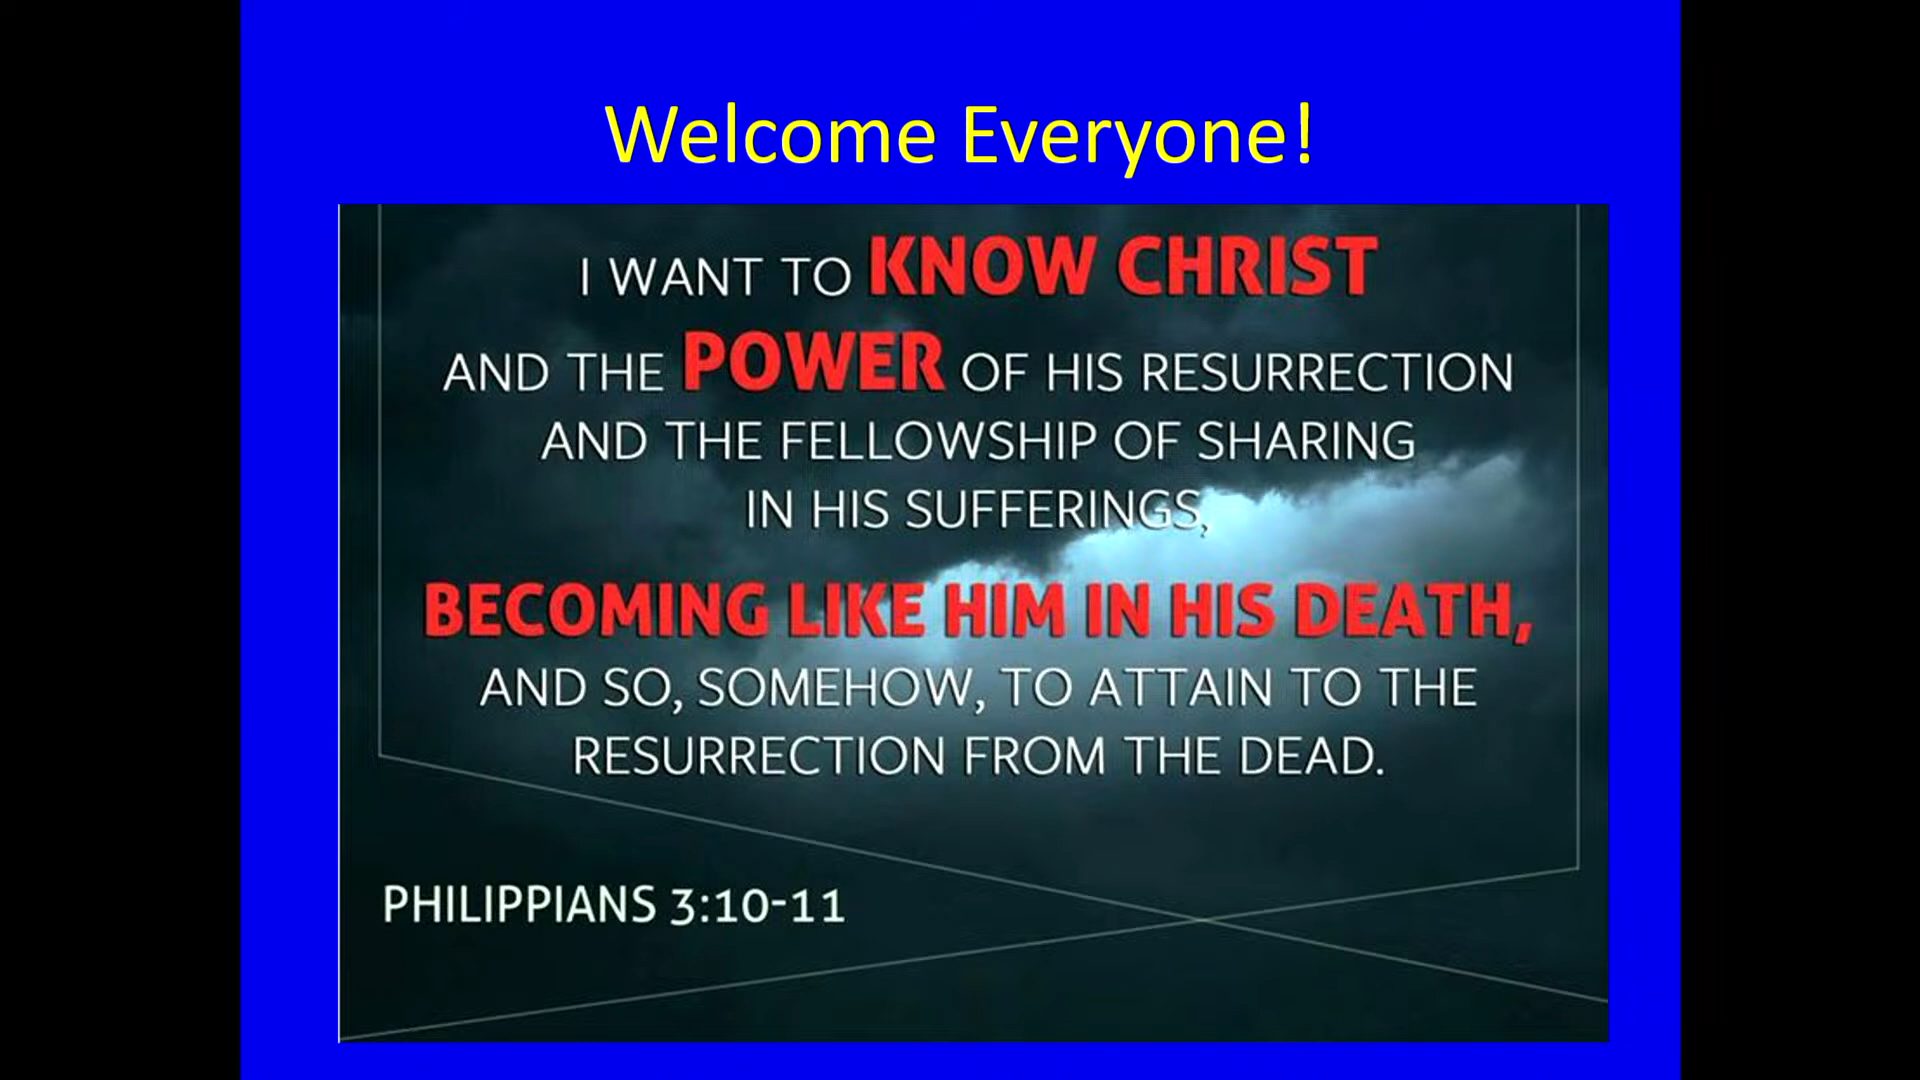 Welcome Everyone!
I WANT TO KNOW CHRIST
AND THE POWER OF HIS RESURRECTION
AND THE FELLOWSHIP OF SHARING
IN HIS SUFFERINGS,
BECOMING LIKE HIM IN HIS DEATH,
AND SO, SOMEHOW, TO ATTAIN TO THE
RESURRECTION FROM THE DEAD.
PHILIPPIANS 3:10-11